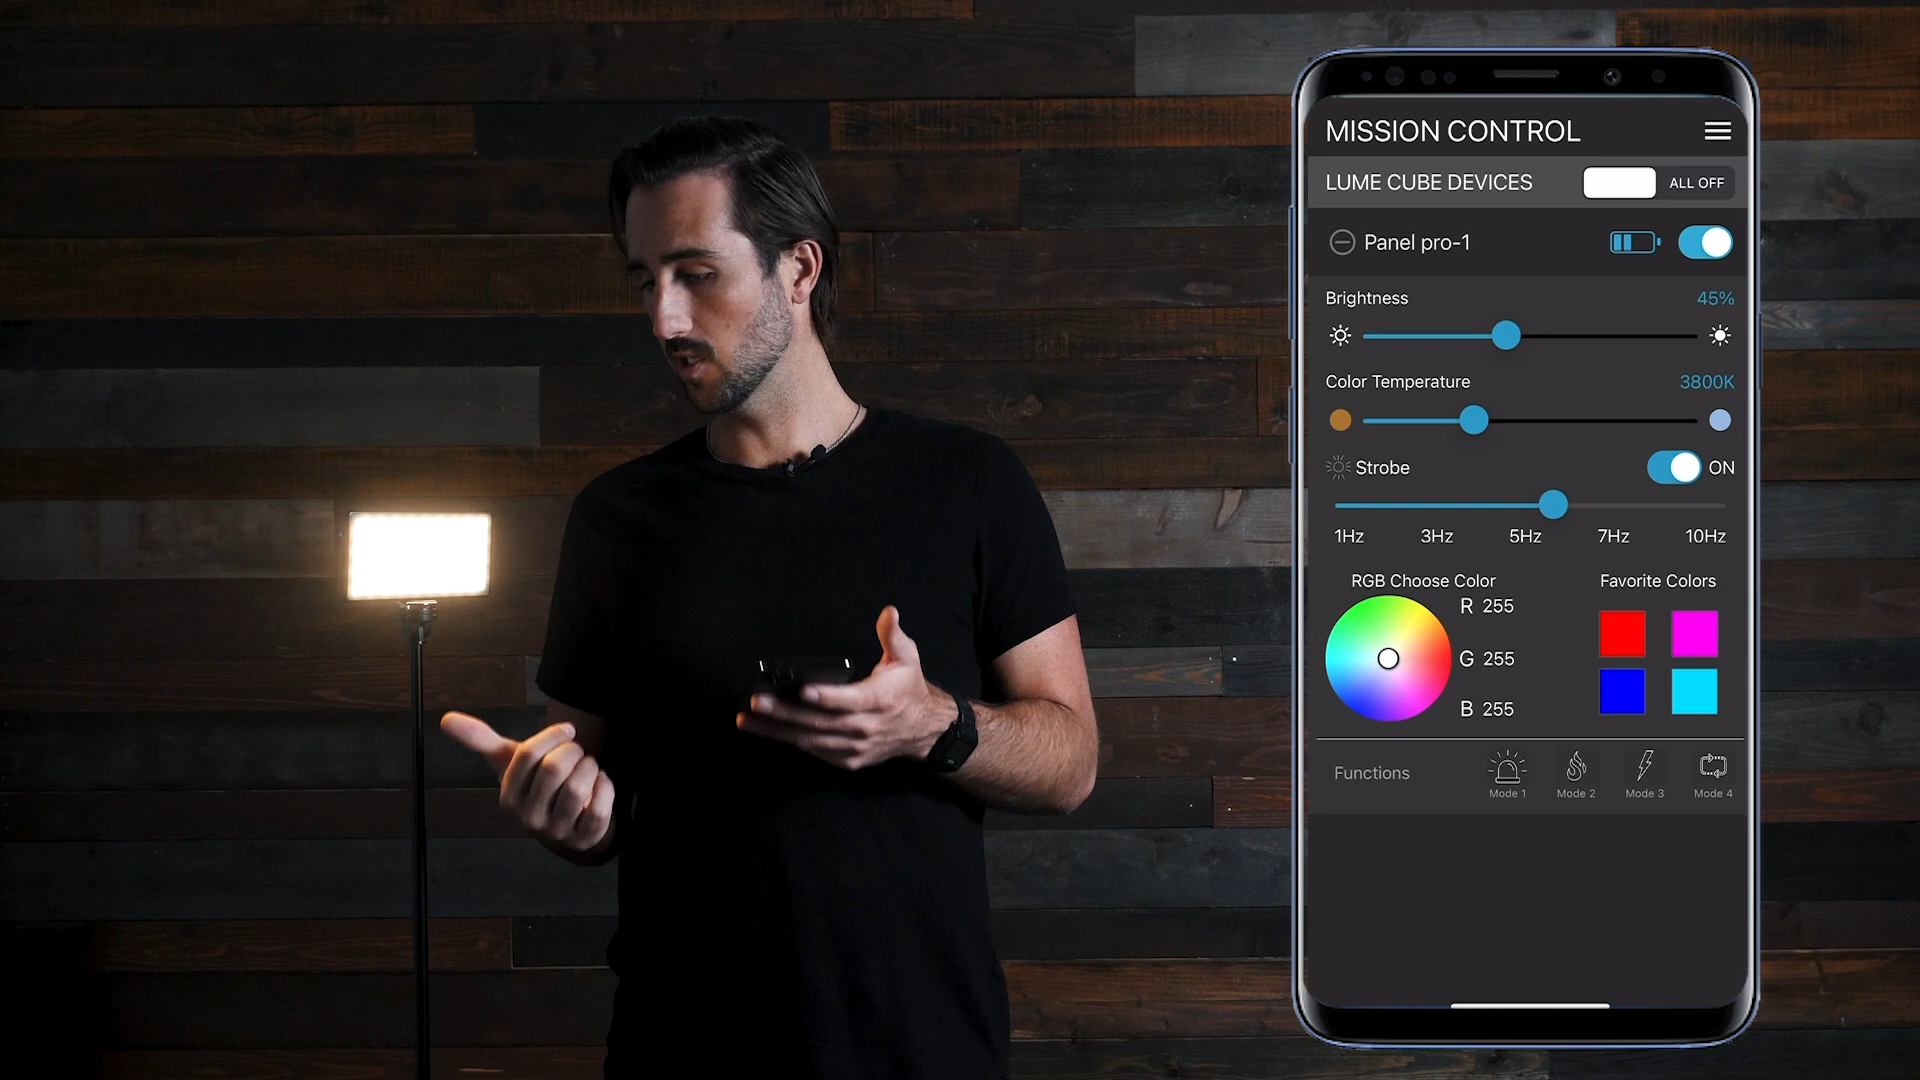 MISSION CONTROL
LUME CUBE DEVICES ALL OFF
Panel pro-1
Brightness 45%
Color Temperature 3800K
Strobe ON
1Hz 3Hz 5Hz 7Hz 10Hz
RGB Choose Color Favorite Colors
R 255
G 255
B 255
Functions
Mode 1 Mode 2 Mode 3 Mode 4